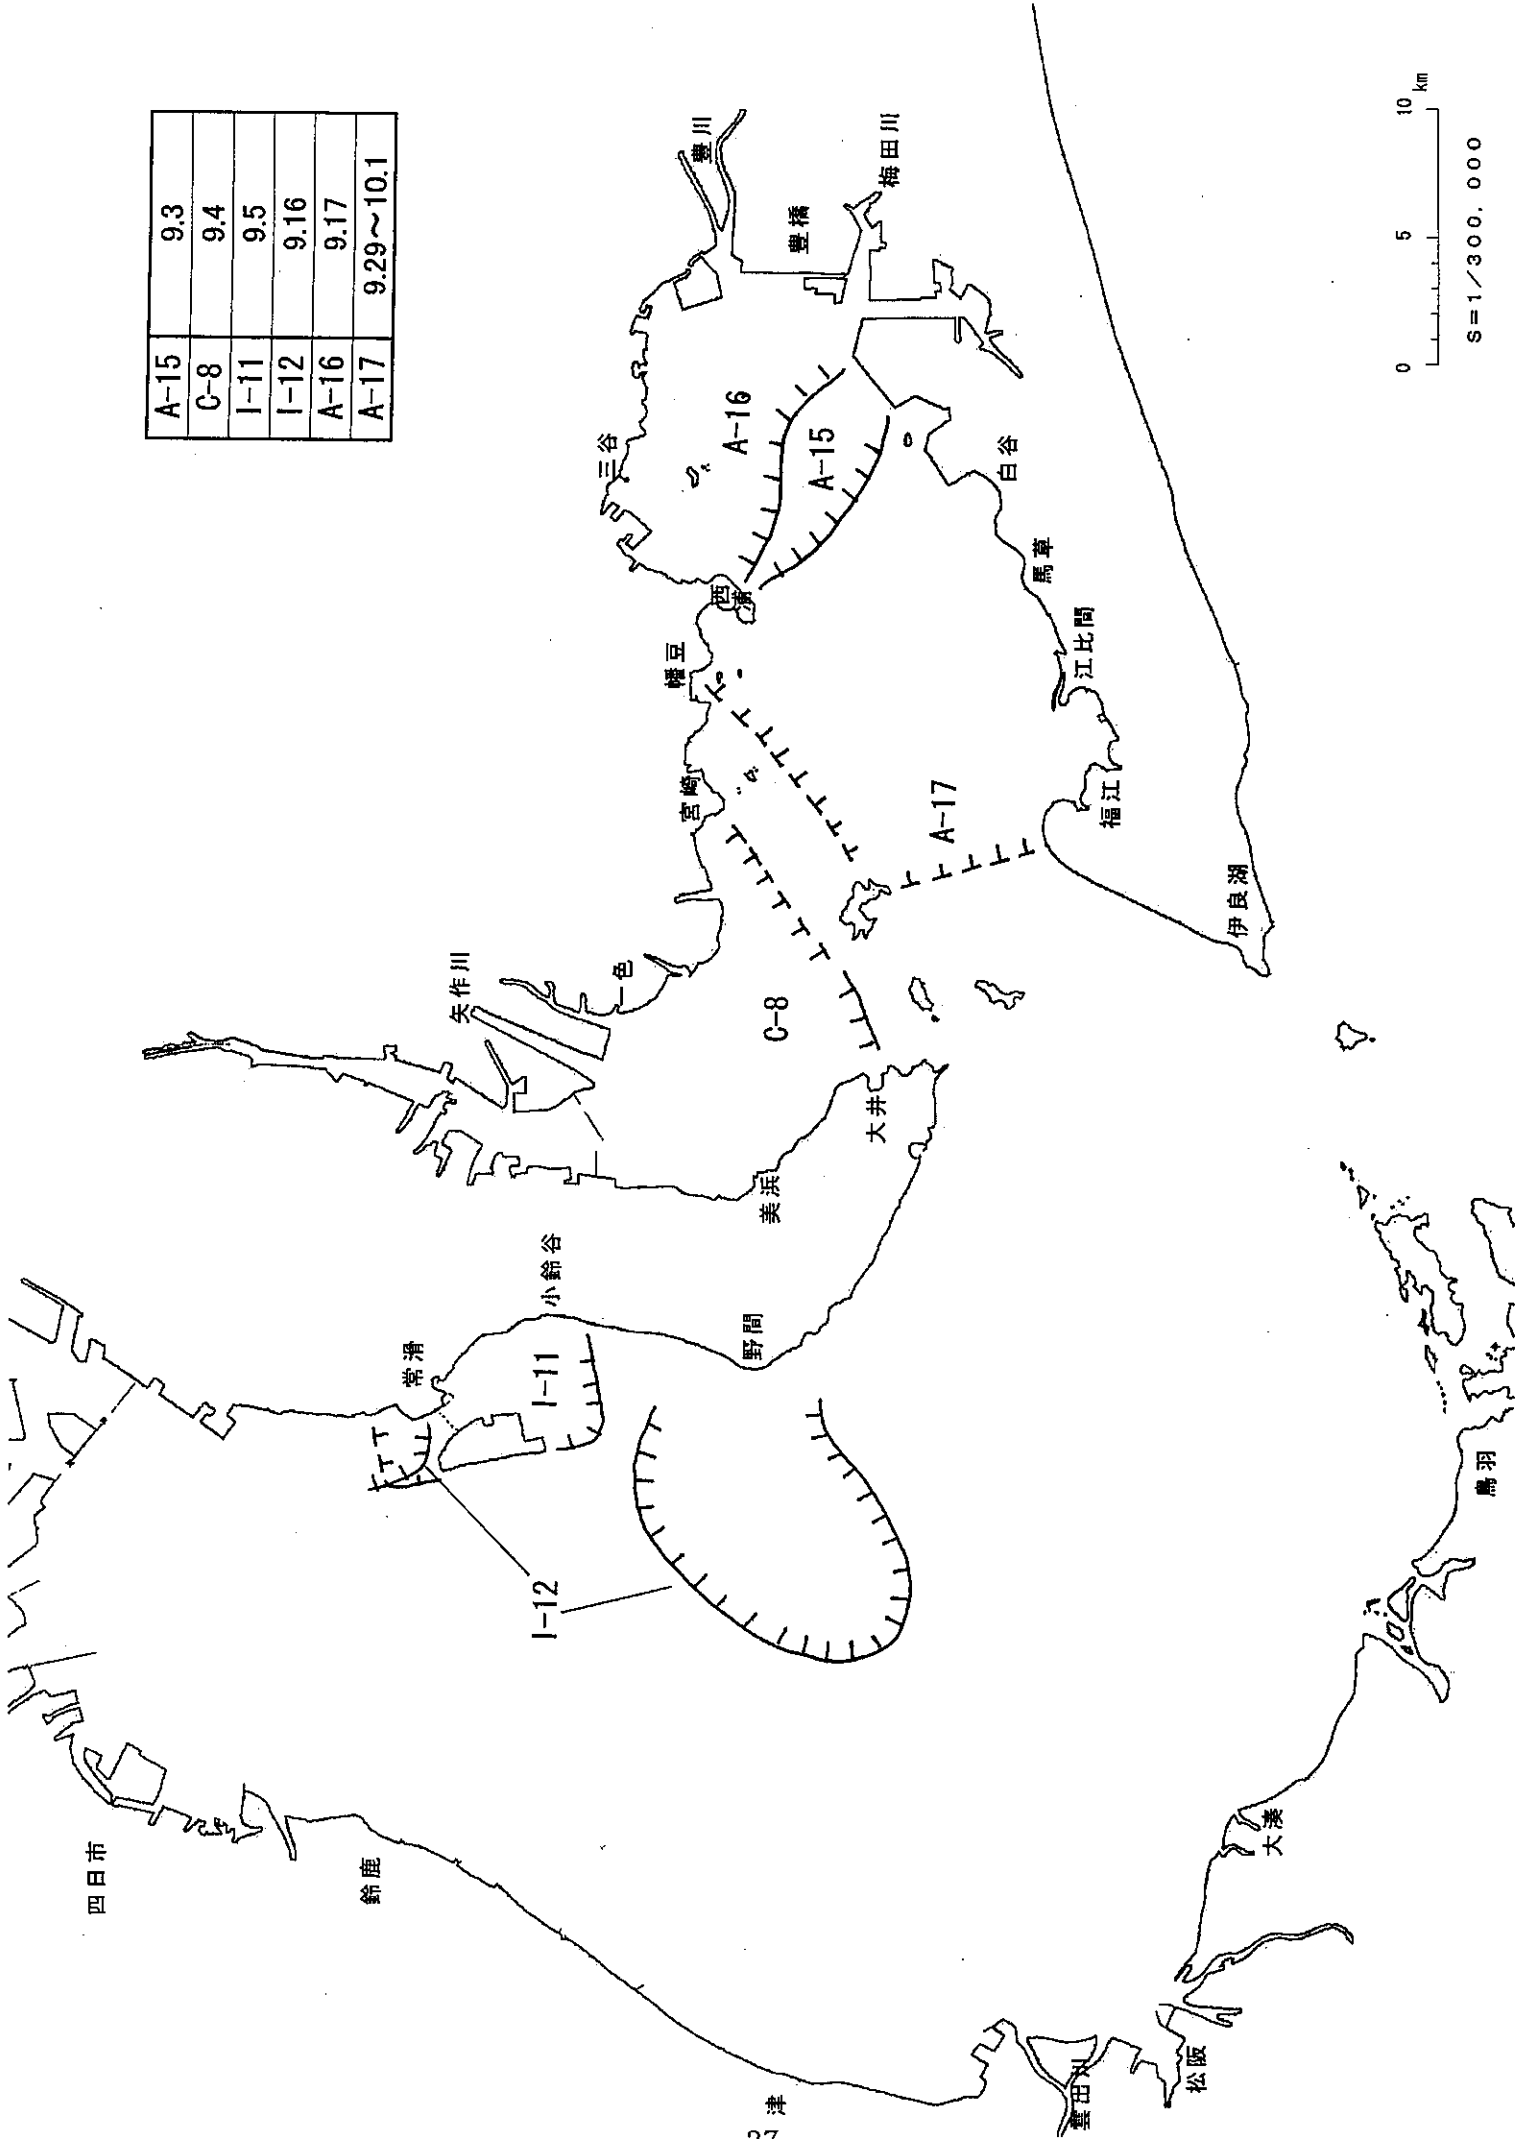 A-15 9.3
C-8 9.4
I-11 9.5
I-12 9.16
A-16 9.17
A-17 9.29~10.1
四日市
鈴鹿
津
雲出川
松阪
大湊
鳥羽
常滑
小鈴谷
野間
美浜
大井
矢作川
一色
宮崎
幡豆
西浦
三谷
豊川
豊橋
梅田川
白谷
馬草
江比間
福江
伊良湖
I-12
I-11
C-8
A-17
A-16
A-15
0 5 10 km
S=1/300,000
27